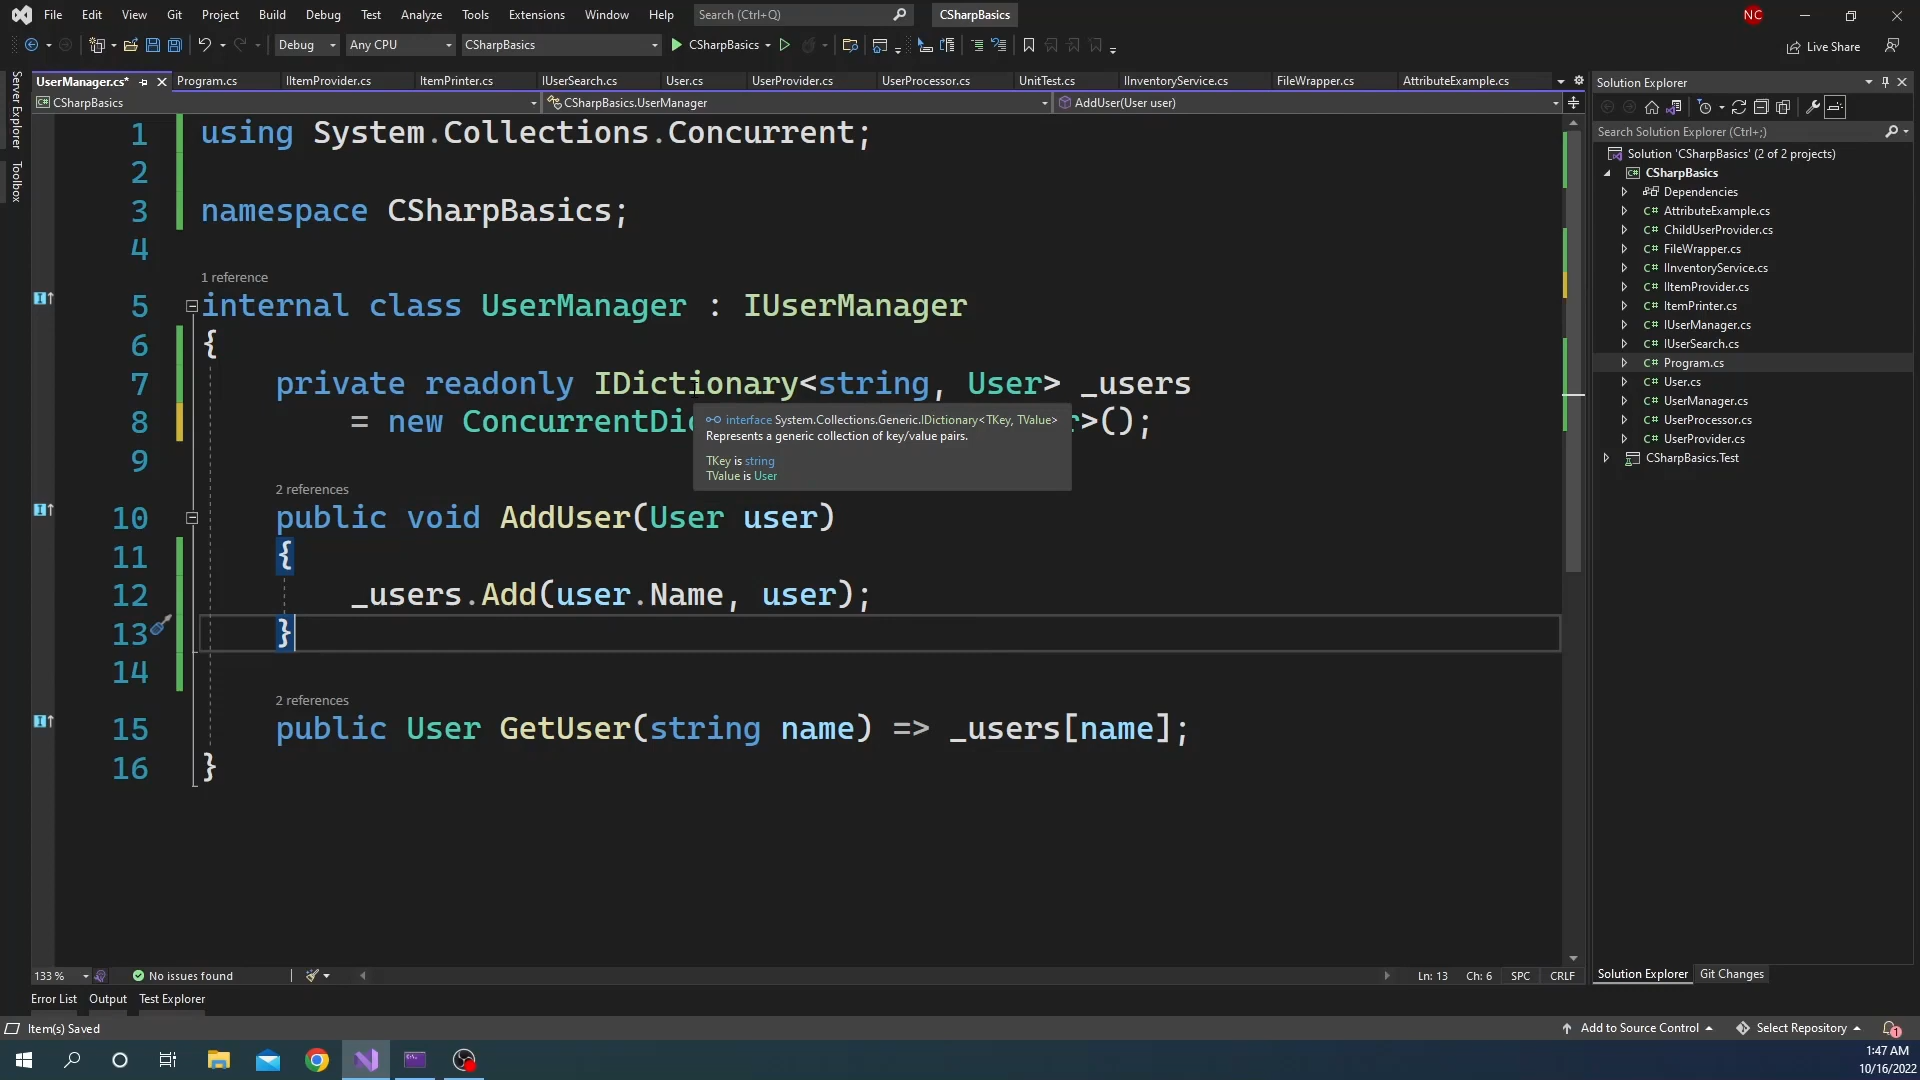 File Edit View Git Project Build Debug Test Analyze Tools Extensions Window Help Search (Ctrl+Q) CSharpBasics NC
Debug Any CPU CSharpBasics CSharpBasics Live Share
Server Explorer
Toolbox
UserManager.cs* Program.cs IItemProvider.cs ItemPrinter.cs IUserSearch.cs User.cs UserProvider.cs UserProcessor.cs UnitTest.cs IInventoryService.cs FileWrapper.cs AttributeExample.cs
CSharpBasics CSharpBasics.UserManager AddUser(User user)
1 using System.Collections.Concurrent;
2
3 namespace CSharpBasics;
4
1 reference
5 internal class UserManager : IUserManager
6 {
7 private readonly IDictionary<string, User> _users
8 = new ConcurrentDic >();
interface System.Collections.Generic.IDictionary<TKey, TValue>
Represents a generic collection of key/value pairs.
TKey is string
TValue is User
9
2 references
10 public void AddUser(User user)
11 {
12 _users.Add(user.Name, user);
13 }
14
2 references
15 public User GetUser(string name) => _users[name];
16 }
133 % No issues found Ln: 13 Ch: 6 SPC CRLF
Error List Output Test Explorer
Solution Explorer
Search Solution Explorer (Ctrl+;)
Solution 'CSharpBasics' (2 of 2 projects)
C# CSharpBasics
Dependencies
C# AttributeExample.cs
C# ChildUserProvider.cs
C# FileWrapper.cs
C# IInventoryService.cs
C# IItemProvider.cs
C# ItemPrinter.cs
C# IUserManager.cs
C# IUserSearch.cs
C# Program.cs
C# User.cs
C# UserManager.cs
C# UserProcessor.cs
C# UserProvider.cs
CSharpBasics.Test
Solution Explorer Git Changes
Item(s) Saved Add to Source Control Select Repository 1
1:47 AM
10/16/2022